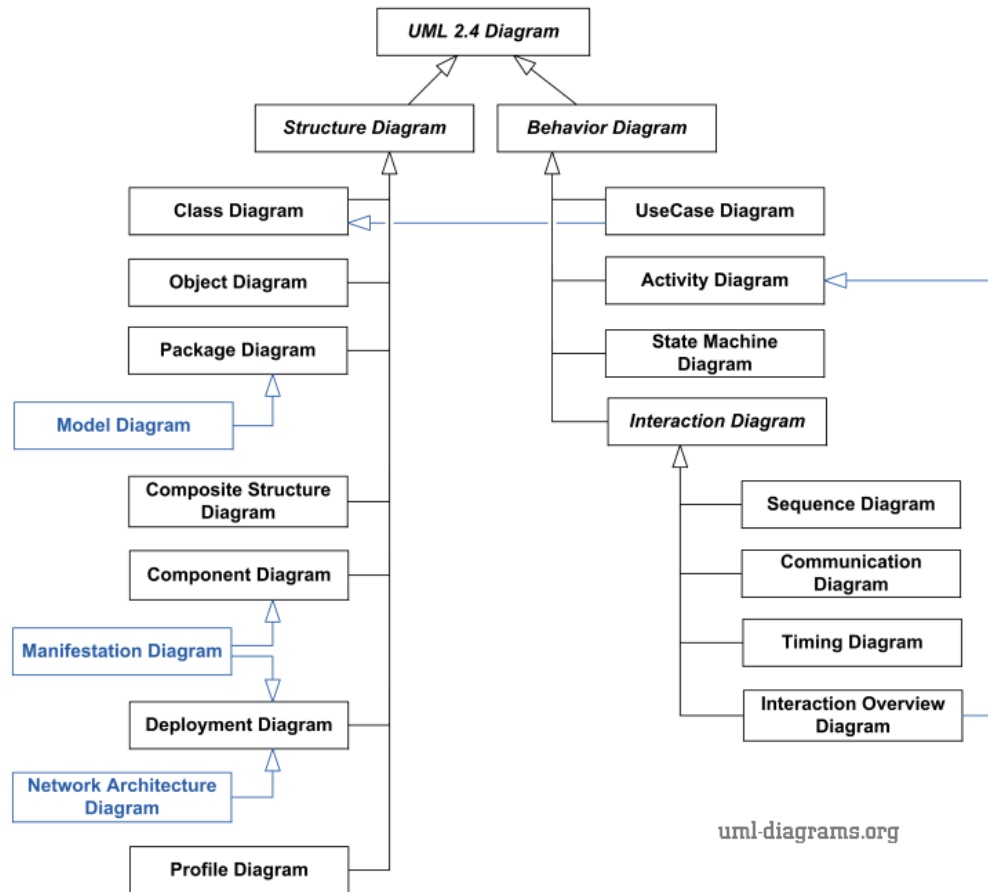 UML 2.4 Diagram
Structure Diagram
Behavior Diagram
Class Diagram
UseCase Diagram
Object Diagram
Activity Diagram
Package Diagram
State Machine
Diagram
Model Diagram
Interaction Diagram
Composite Structure
Diagram
Sequence Diagram
Component Diagram
Communication
Diagram
Manifestation Diagram
Timing Diagram
Deployment Diagram
Interaction Overview
Diagram
Network Architecture
Diagram
uml-diagrams.org
Profile Diagram